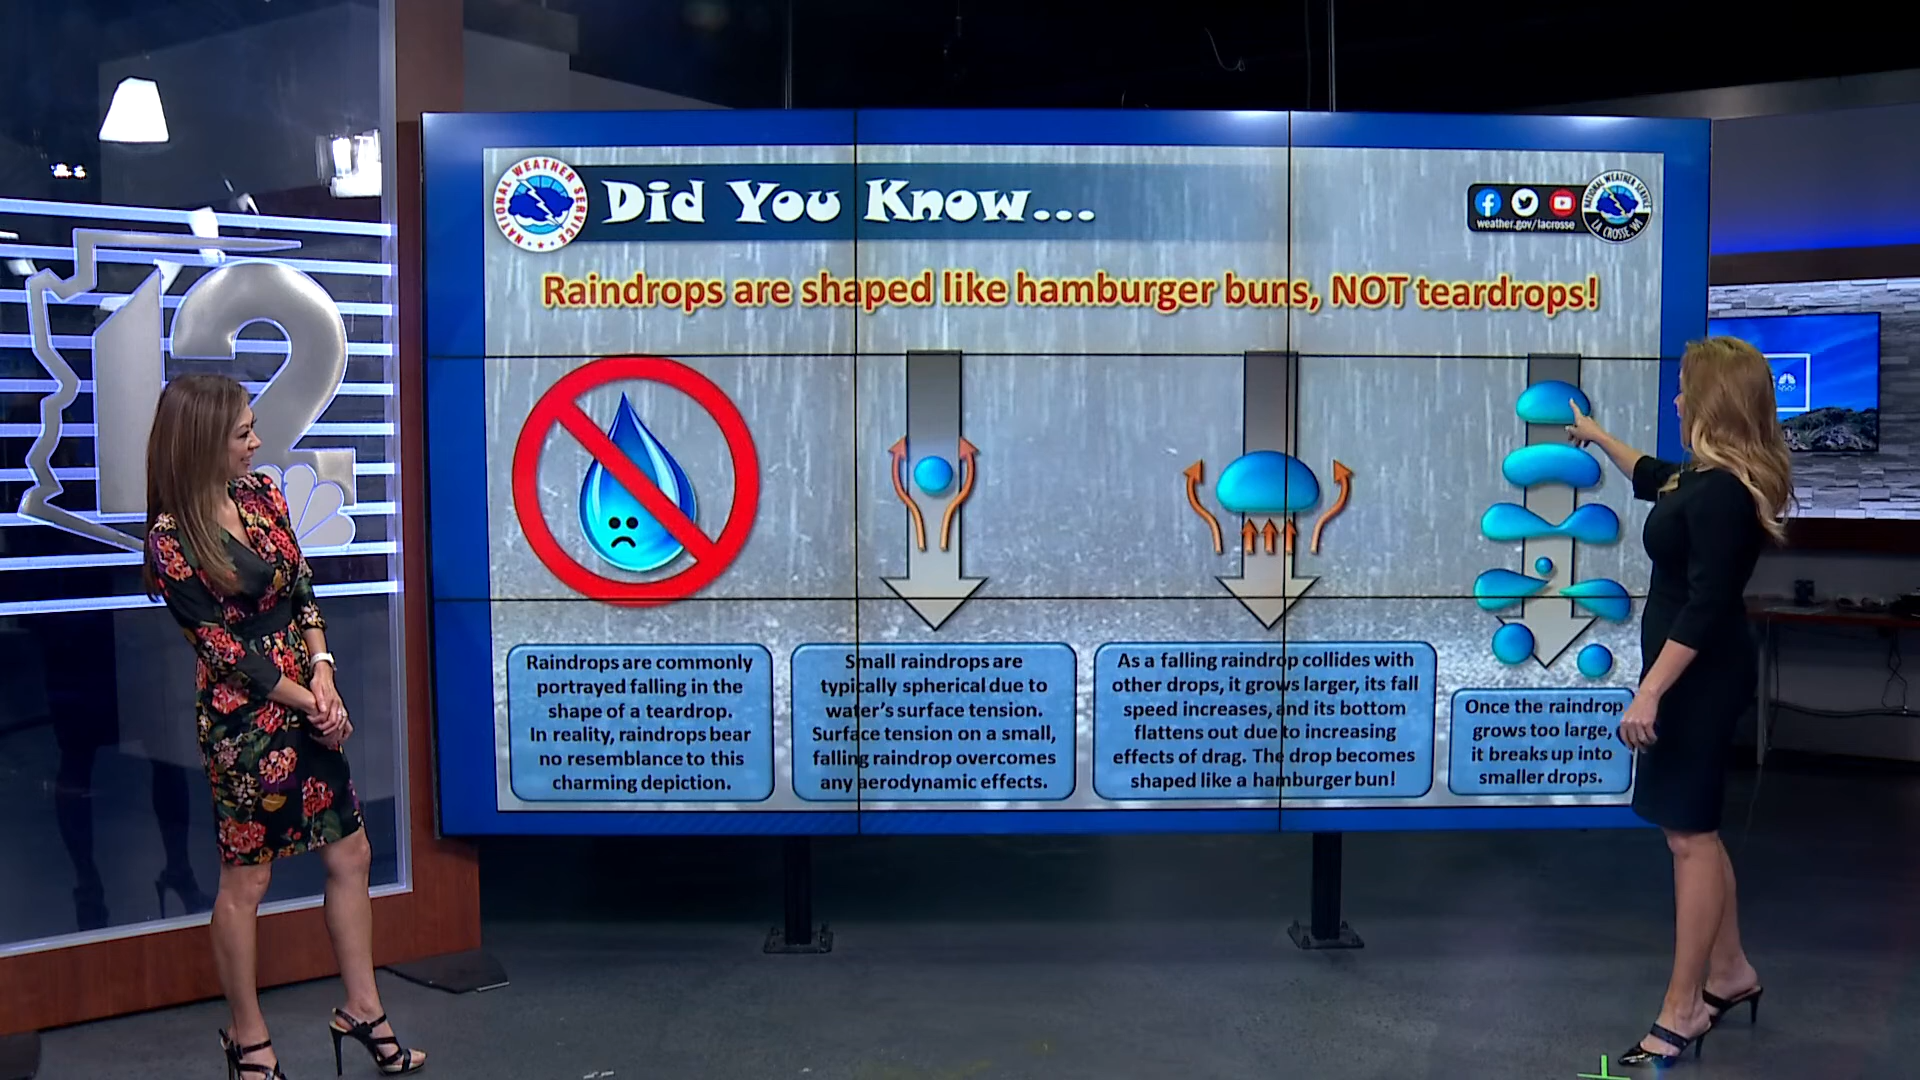 12
NATIONAL WEATHER SERVICE
Did You Know...
weather.gov/lacrosse
NATIONAL WEATHER SERVICE
LA CROSSE, WI
Raindrops are shaped like hamburger buns, NOT teardrops!
Raindrops are commonly
portrayed falling in the
shape of a teardrop.
In reality, raindrops bear
no resemblance to this
charming depiction.
Small raindrops are
typically spherical due to
water's surface tension.
Surface tension on a small,
falling raindrop overcomes
any aerodynamic effects.
As a falling raindrop collides with
other drops, it grows larger, its fall
speed increases, and its bottom
flattens out due to increasing
effects of drag. The drop becomes
shaped like a hamburger bun!
Once the raindrop
grows too large,
it breaks up into
smaller drops.